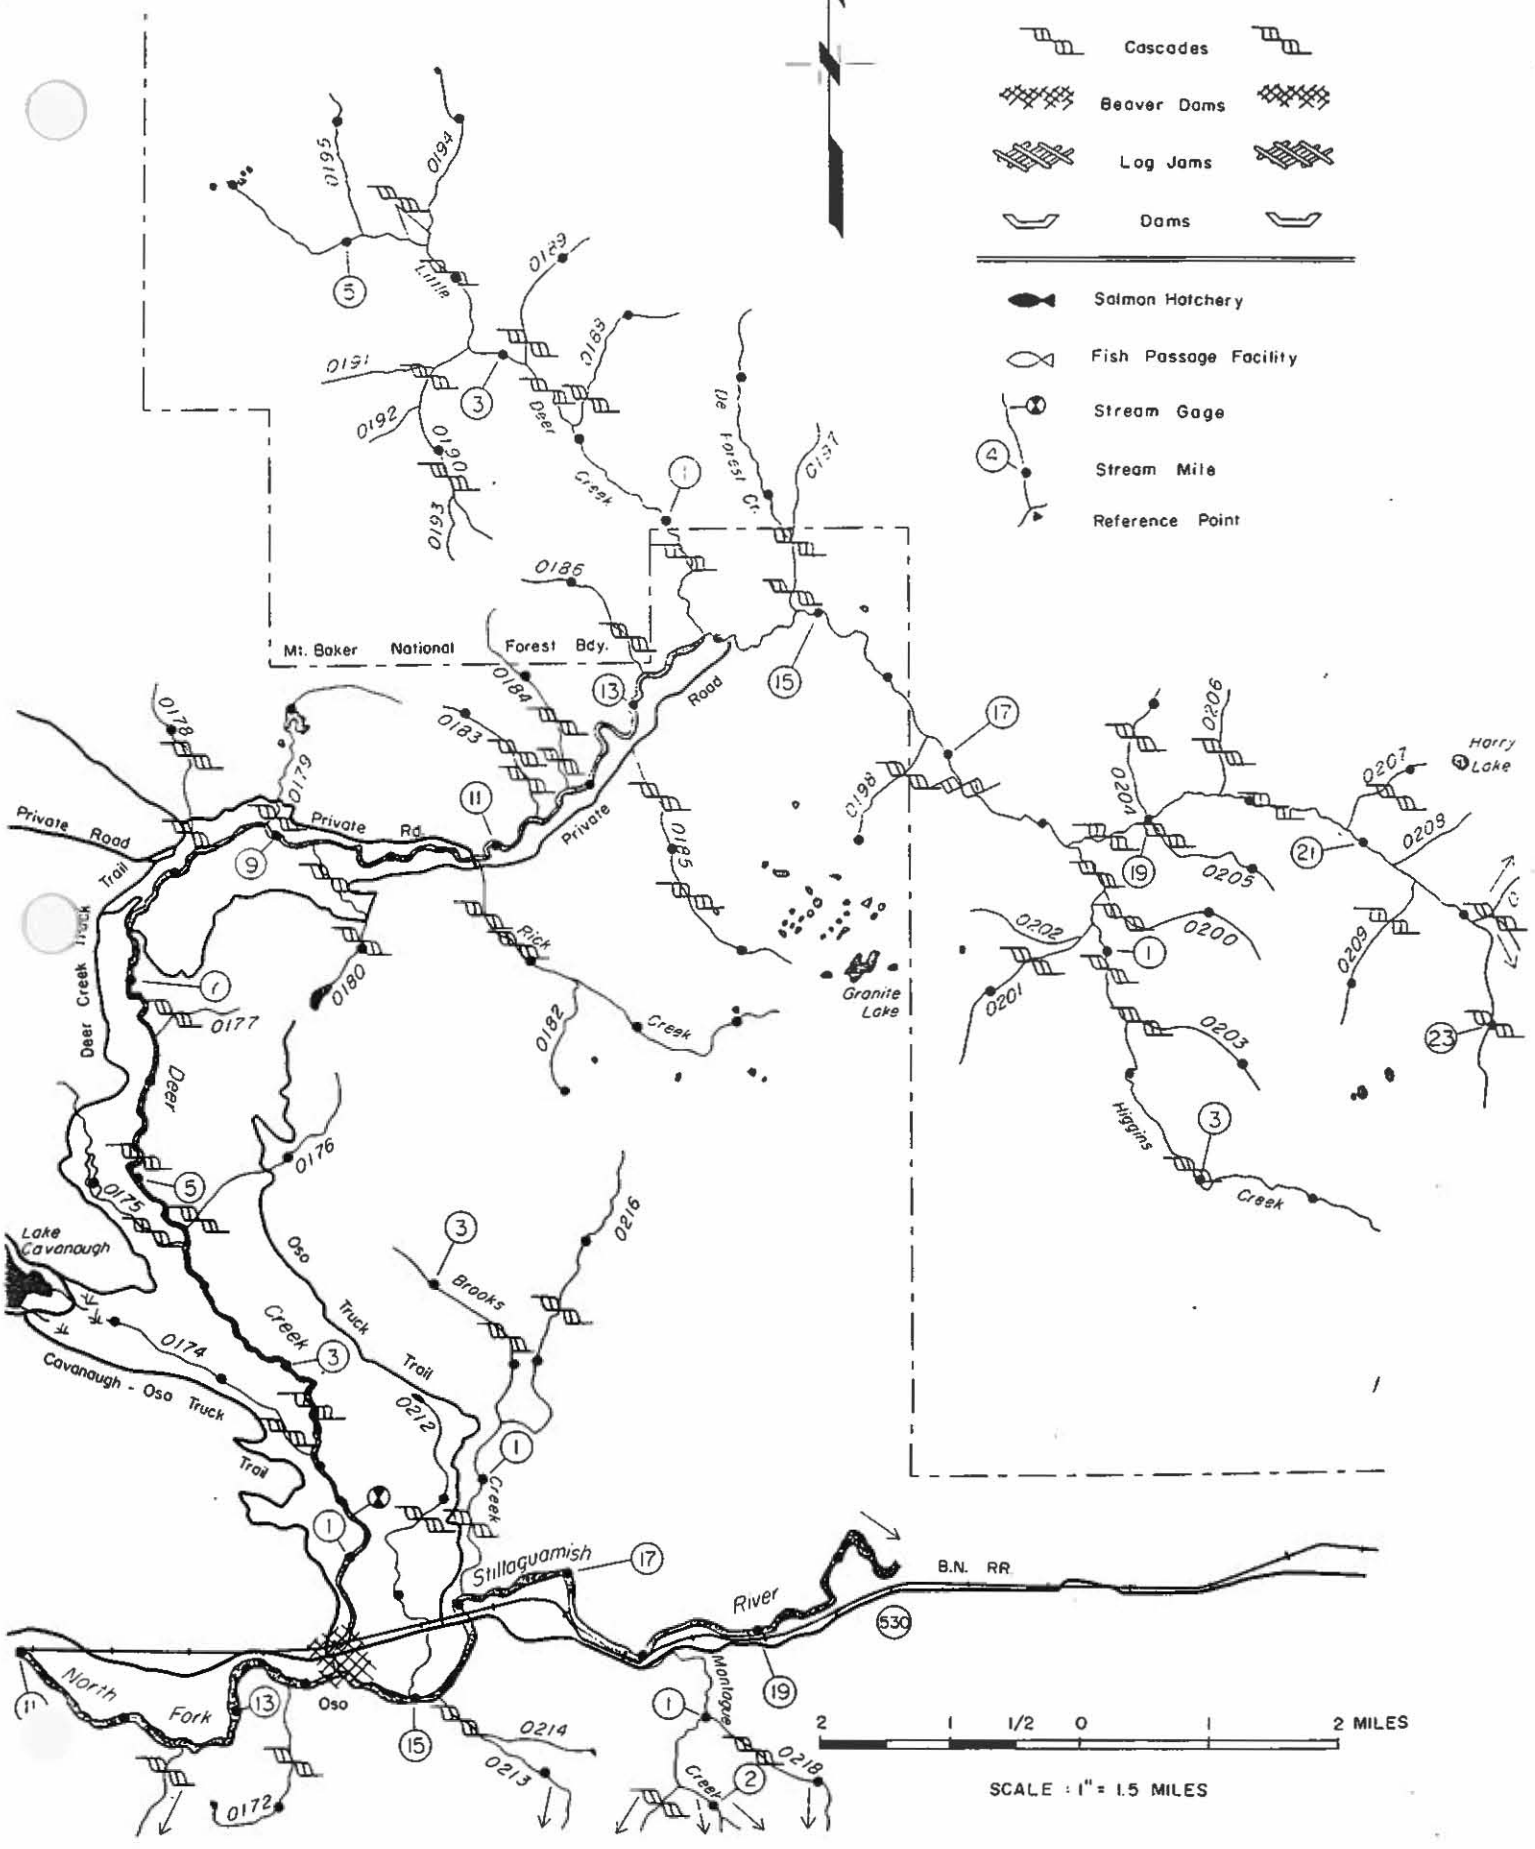 Cascades
Beaver Dams
Log Jams
Dams
Salmon Hatchery
Fish Passage Facility
Stream Gage
4
Stream Mile
Reference Point
0195
0194
5
Little
0189
0191
3
0192
0190
0193
Deer
Creek
1
De Forest Cr.
0197
0186
Mt. Baker National Forest Bdy.
15
13
Road
0184
0183
0178
0179
11
Private
Private Road
Private Rd.
9
Trail
Deer Creek Truck
7
0180
0177
Rick
Creek
0182
0185
0198
17
Granite
Lake
0204
0206
0207
Harry
Lake
0205
19
21
0209
0200
0202
0201
1
0203
23
Higgins
Creek
3
Deer
Creek
5
0175
0176
Lake
Cavanaugh
0174
3
Cavanaugh - Oso Truck
Trail
Oso Truck Trail
0212
Brooks
3
0216
1
Creek
1
Stillaguamish
17
River
B.N. RR.
530
19
North
Fork
11
13
Oso
15
0172
0214
0213
Montague
Creek
1
2
0218
2 1 1/2 0 1 2 MILES
SCALE : 1" = 1.5 MILES